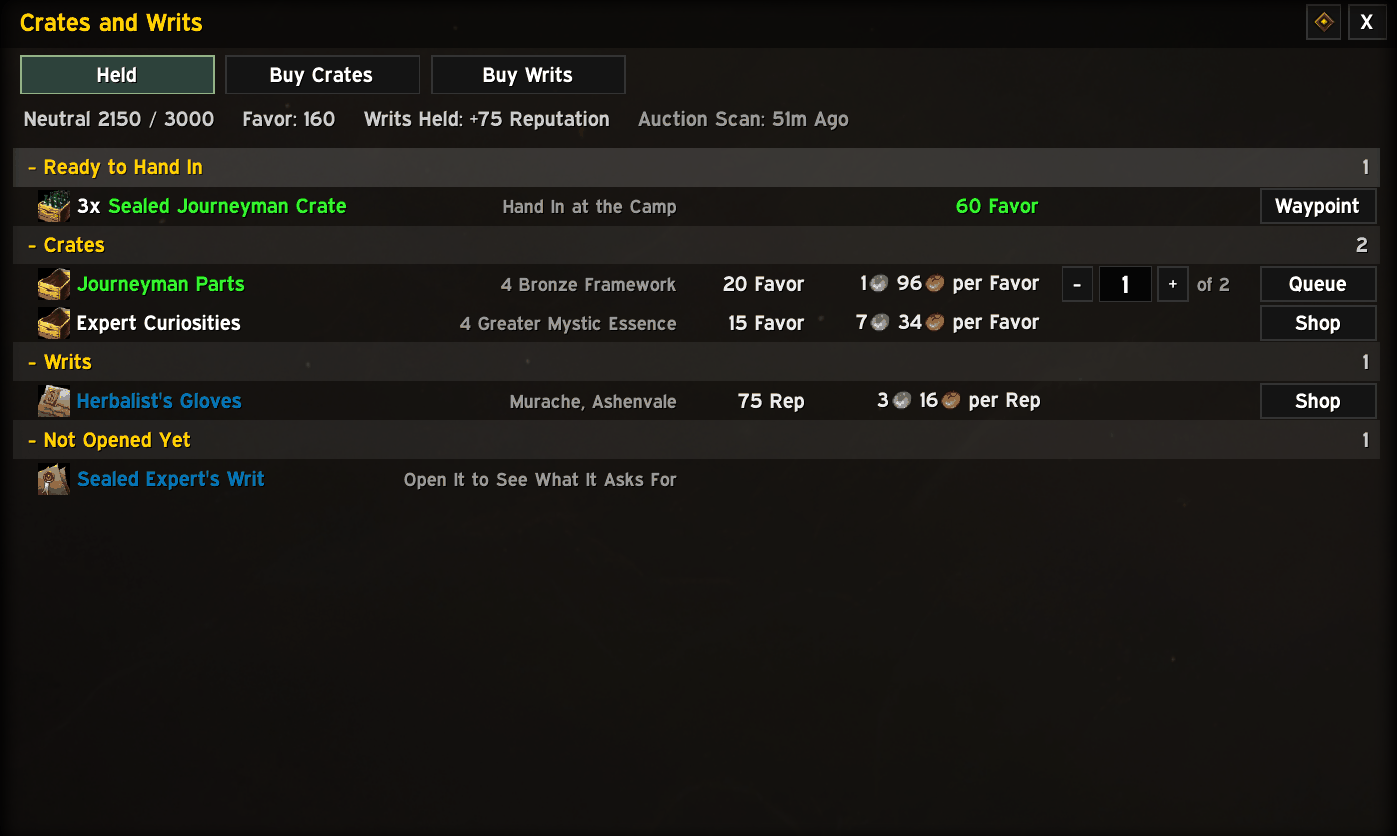 Crates and Writs X
Held Buy Crates Buy Writs
Neutral 2150 / 3000 Favor: 160 Writs Held: +75 Reputation Auction Scan: 51m Ago
- Ready to Hand In 1
3x Sealed Journeyman Crate Hand In at the Camp 60 Favor Waypoint
- Crates 2
Journeyman Parts 4 Bronze Framework 20 Favor 1 96 per Favor - 1 + of 2 Queue
Expert Curiosities 4 Greater Mystic Essence 15 Favor 7 34 per Favor Shop
- Writs 1
Herbalist's Gloves Murache, Ashenvale 75 Rep 3 16 per Rep Shop
- Not Opened Yet 1
Sealed Expert's Writ Open It to See What It Asks For